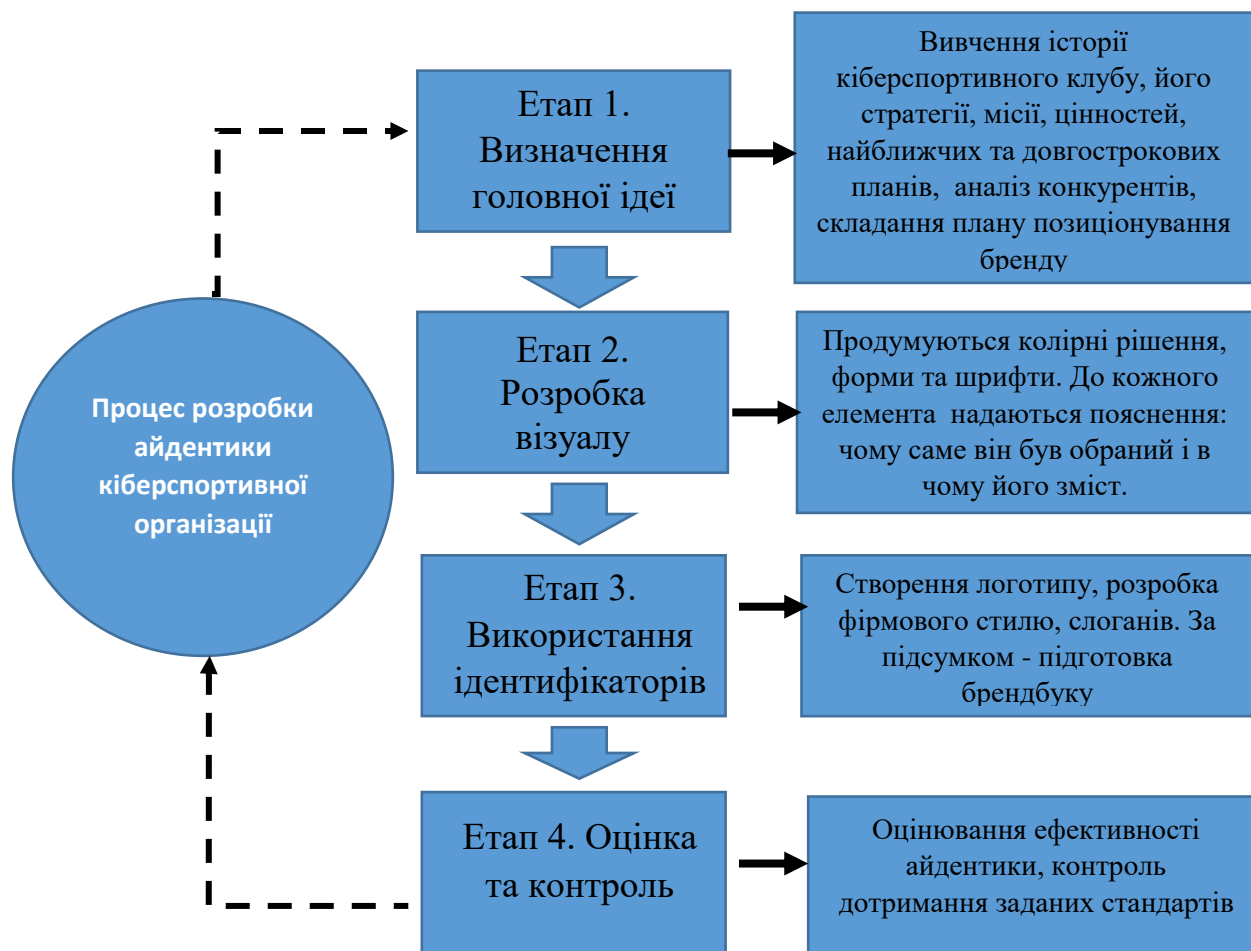 Процес розробки
айдентики
кіберспортивної
організації
Етап 1.
Визначення
головної ідеї
Вивчення історії
кіберспортивного клубу, його
стратегії, місії, цінностей,
найближчих та довгострокових
планів, аналіз конкурентів,
складання плану позиціонування
бренду
Етап 2.
Розробка
візуалу
Продумуються колірні рішення,
форми та шрифти. До кожного
елемента надаються пояснення:
чому саме він був обраний і в
чому його зміст.
Етап 3.
Використання
ідентифікаторів
Створення логотипу, розробка
фірмового стилю, слоганів. За
підсумком - підготовка
брендбуку
Етап 4. Оцінка
та контроль
Оцінювання ефективності
айдентики, контроль
дотримання заданих стандартів